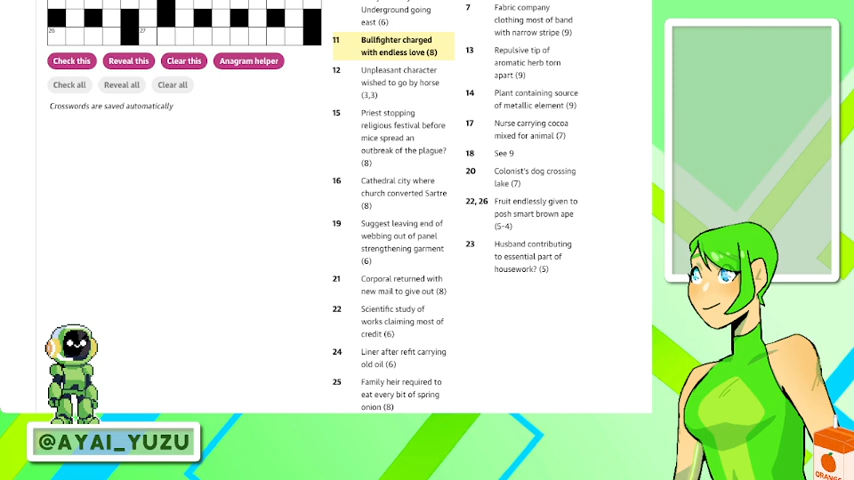 26
27
Check this
Reveal this
Clear this
Anagram helper
Check all
Reveal all
Clear all
Crosswords are saved automatically
Underground going
east (6)
11 Bullfighter charged
with endless love (8)
12 Unpleasant character
wished to go by horse
(3,3)
15 Priest stopping
religious festival before
mice spread an
outbreak of the plague?
(8)
16 Cathedral city where
church converted Sartre
(8)
19 Suggest leaving end of
webbing out of panel
strengthening garment
(6)
21 Corporal returned with
new mail to give out (8)
22 Scientific study of
works claiming most of
credit (6)
24 Liner after refit carrying
old oil (6)
25 Family heir required to
eat every bit of spring
onion (8)
7 Fabric company
clothing most of band
with narrow stripe (9)
13 Repulsive tip of
aromatic herb torn
apart (9)
14 Plant containing source
of metallic element (9)
17 Nurse carrying cocoa
mixed for animal (7)
18 See 9
20 Colonist's dog crossing
lake (7)
22, 26 Fruit endlessly given to
posh smart brown ape
(5-4)
23 Husband contributing
to essential part of
housework? (5)
@AYAI_YUZU
ORANGE